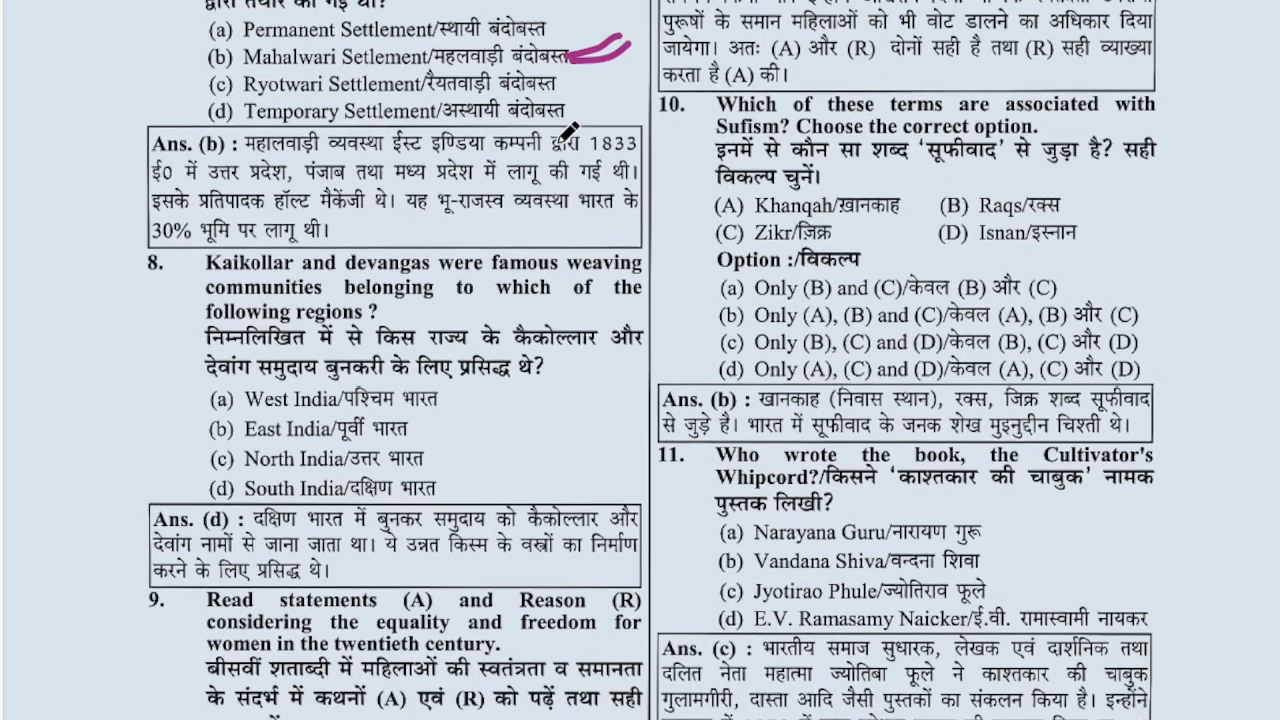 द्वारा तैयार की गई थी?
(a) Permanent Settlement/स्थायी बंदोबस्त
(b) Mahalwari Setlement/महलवाड़ी बंदोबस्त
(c) Ryotwari Settlement/रैयतवाड़ी बंदोबस्त
(d) Temporary Settlement/अस्थायी बंदोबस्त
Ans. (b) : महालवाड़ी व्यवस्था ईस्ट इण्डिया कम्पनी द्वारा 1833
ई0 में उत्तर प्रदेश, पंजाब तथा मध्य प्रदेश में लागू की गई थी।
इसके प्रतिपादक हॉल्ट मैकेंजी थे। यह भू-राजस्व व्यवस्था भारत के
30% भूमि पर लागू थी।
8. Kaikollar and devangas were famous weaving
communities belonging to which of the
following regions ?
निम्नलिखित में से किस राज्य के कैकोल्लार और
देवांग समुदाय बुनकरी के लिए प्रसिद्ध थे?
(a) West India/पश्चिम भारत
(b) East India/पूर्वी भारत
(c) North India/उत्तर भारत
(d) South India/दक्षिण भारत
Ans. (d) : दक्षिण भारत में बुनकर समुदाय को कैकोल्लार और
देवांग नामों से जाना जाता था। ये उन्नत किस्म के वस्त्रों का निर्माण
करने के लिए प्रसिद्ध थे।
9. Read statements (A) and Reason (R)
considering the equality and freedom for
women in the twentieth century.
बीसवीं शताब्दी में महिलाओं की स्वतंत्रता व समानता
के संदर्भ में कथनों (A) एवं (R) को पढ़ें तथा सही
पुरूषों के समान महिलाओं को भी वोट डालने का अधिकार दिया
जायेगा। अतः (A) और (R) दोनों सही है तथा (R) सही व्याख्या
करता है (A) की।
10. Which of these terms are associated with
Sufism? Choose the correct option.
इनमें से कौन सा शब्द ‘सूफीवाद’ से जुड़ा है? सही
विकल्प चुनें।
(A) Khanqah/ख़ानकाह (B) Raqs/रक्स
(C) Zikr/ज़िक्र (D) Isnan/इस्नान
Option :/विकल्प
(a) Only (B) and (C)/केवल (B) और (C)
(b) Only (A), (B) and (C)/केवल (A), (B) और (C)
(c) Only (B), (C) and (D)/केवल (B), (C) और (D)
(d) Only (A), (C) and (D)/केवल (A), (C) और (D)
Ans. (b) : खानकाह (निवास स्थान), रक्स, जिक्र शब्द सूफीवाद
से जुड़े है। भारत में सूफीवाद के जनक शेख मुइनुद्दीन चिश्ती थे।
11. Who wrote the book, the Cultivator's
Whipcord?/किसने ‘काश्तकार की चाबुक’ नामक
पुस्तक लिखी?
(a) Narayana Guru/नारायण गुरू
(b) Vandana Shiva/वन्दना शिवा
(c) Jyotirao Phule/ज्योतिराव फूले
(d) E.V. Ramasamy Naicker/ई.वी. रामास्वामी नायकर
Ans. (c) : भारतीय समाज सुधारक, लेखक एवं दार्शनिक तथा
दलित नेता महात्मा ज्योतिबा फूले ने काश्तकार की चाबुक
गुलामगीरी, दास्ता आदि जैसी पुस्तकों का संकलन किया है। इन्होंने